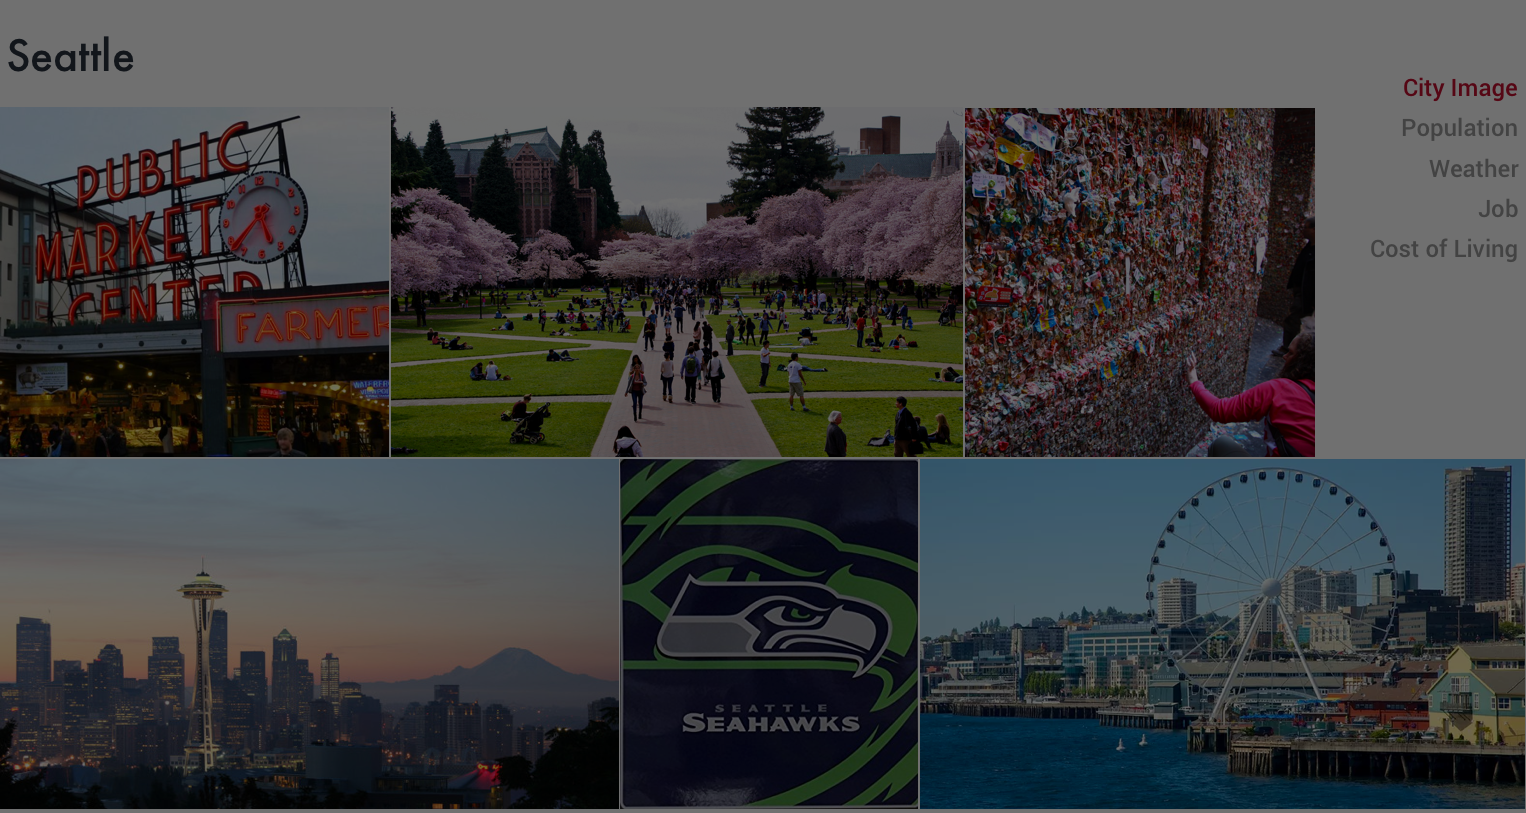 Seattle
City Image
Population
Weather
Job
Cost of Living
PUBLIC
MARKET
CENTER
FARMER
SEATTLE
SEAHAWKS